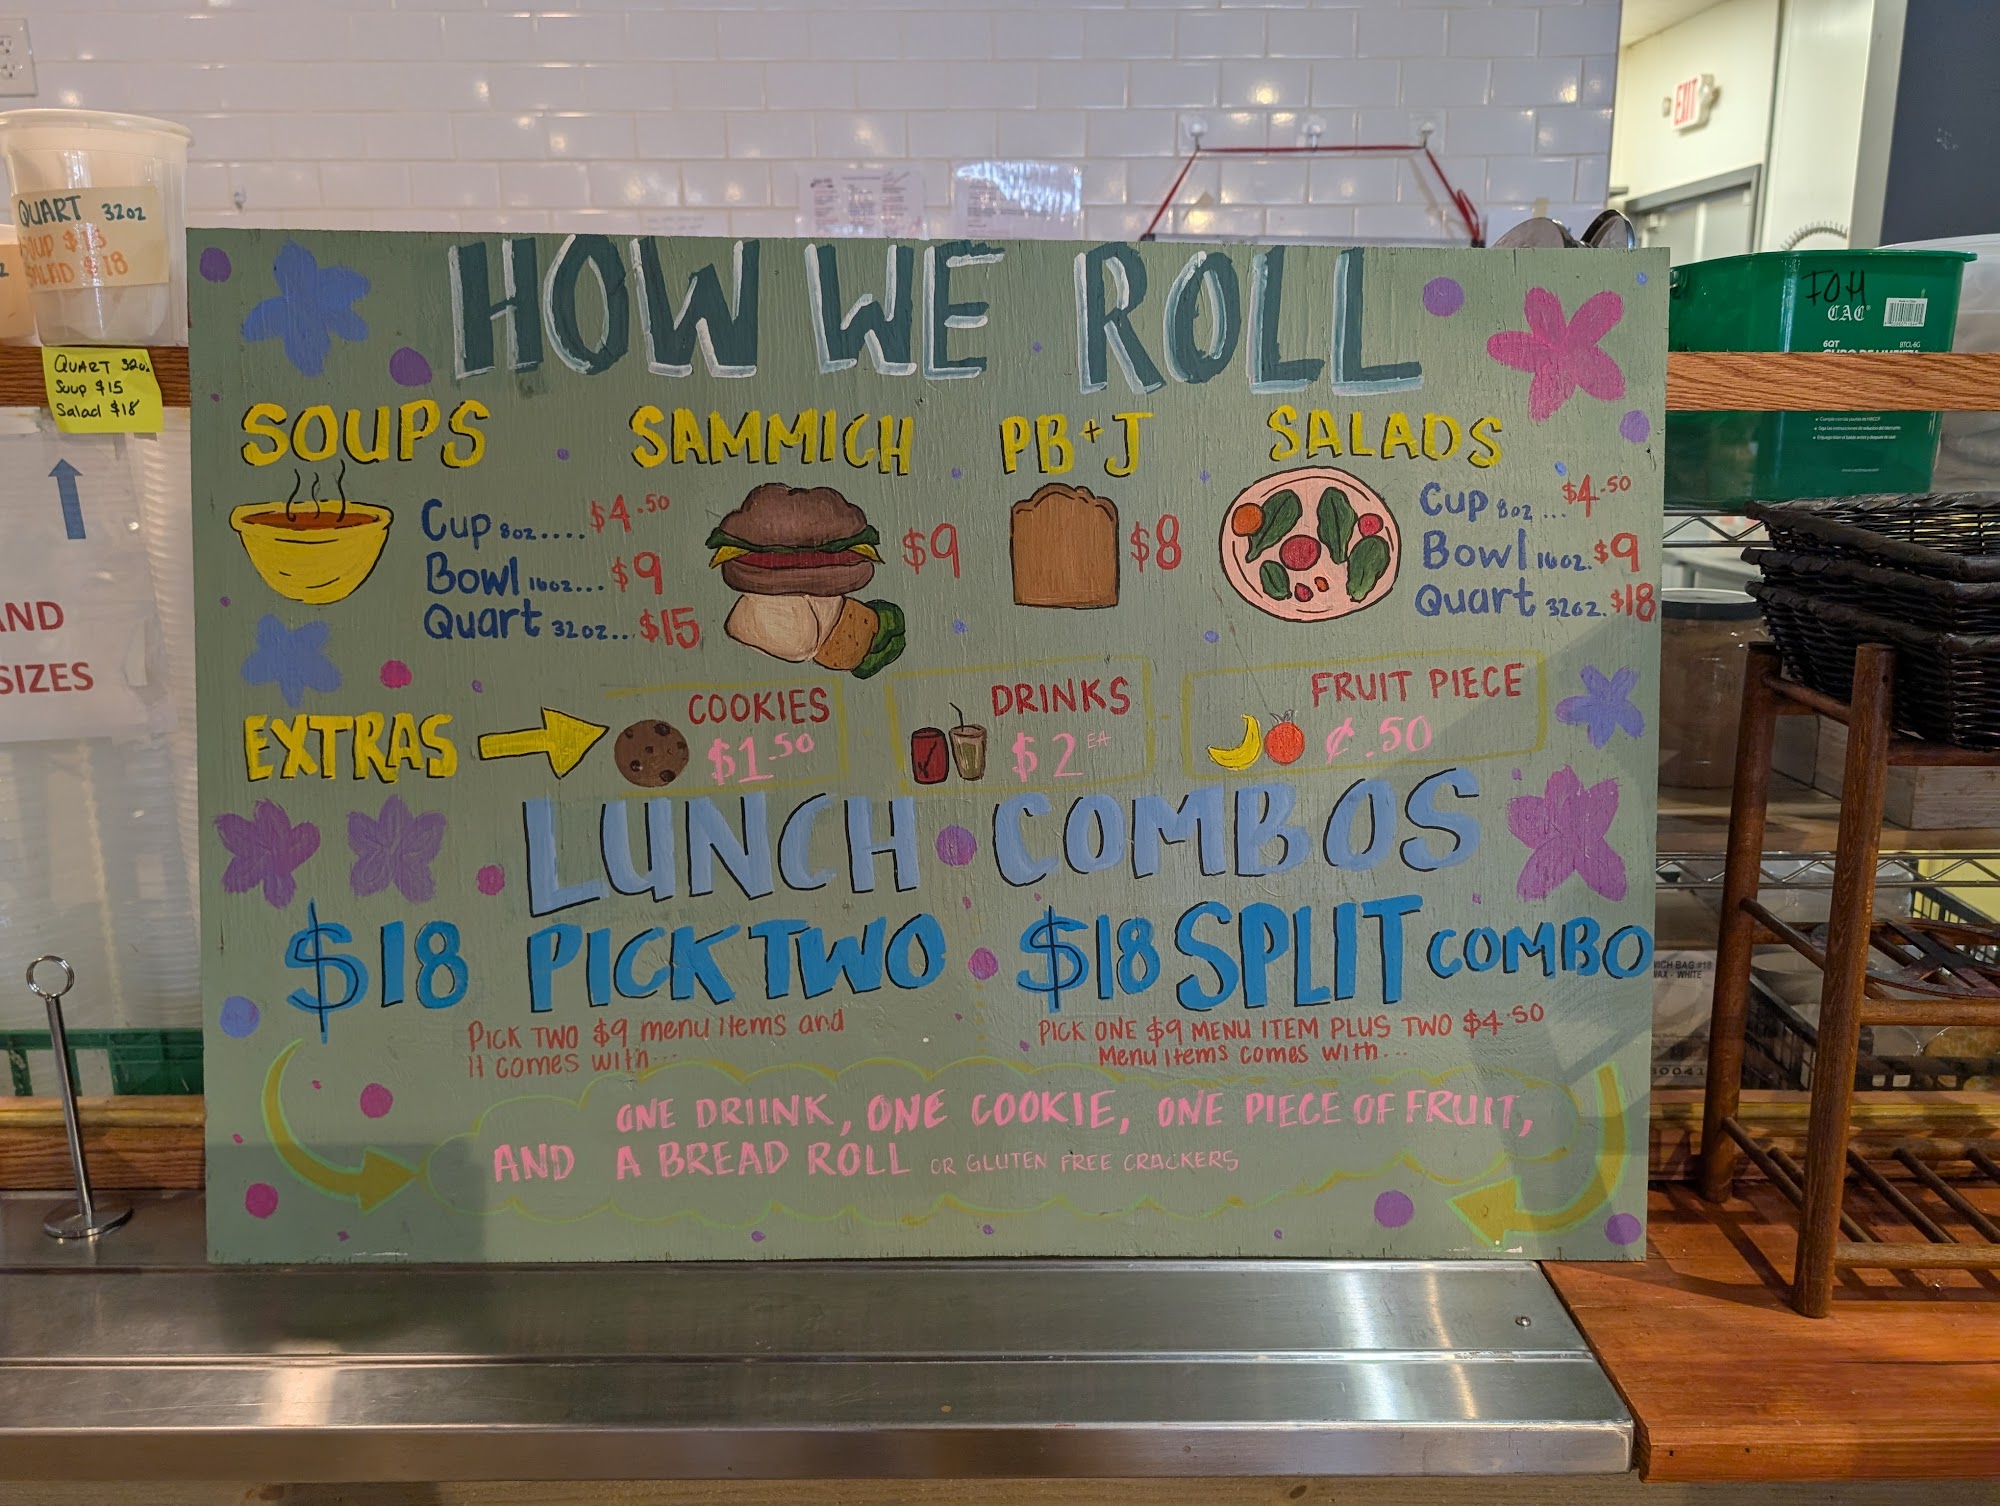 HOW WE ROLL
SOUPS
Cup 8oz.... $4.50
Bowl 16oz... $9
Quart 32oz... $15
SAMMICH
$9
PB+J
$8
SALADS
Cup 8oz ... $4.50
Bowl 16oz. $9
Quart 32oz. $18
EXTRAS
COOKIES
$1.50
DRINKS
$2 EA
FRUIT PIECE
¢.50
LUNCH COMBOS
$18 PICK TWO
PICK TWO $9 menu items and
it comes with...
$18 SPLIT COMBO
PICK ONE $9 MENU ITEM PLUS TWO $4.50
Menu items comes with...
ONE DRIINK, ONE COOKIE, ONE PIECE OF FRUIT,
AND A BREAD ROLL OR GLUTEN FREE CRACKERS
QUART 32oz
SOUP $15
$18
QUART 32oz.
Soup $15
Salad $18
AND
SIZES
EXIT
FOH
CAC
6QT